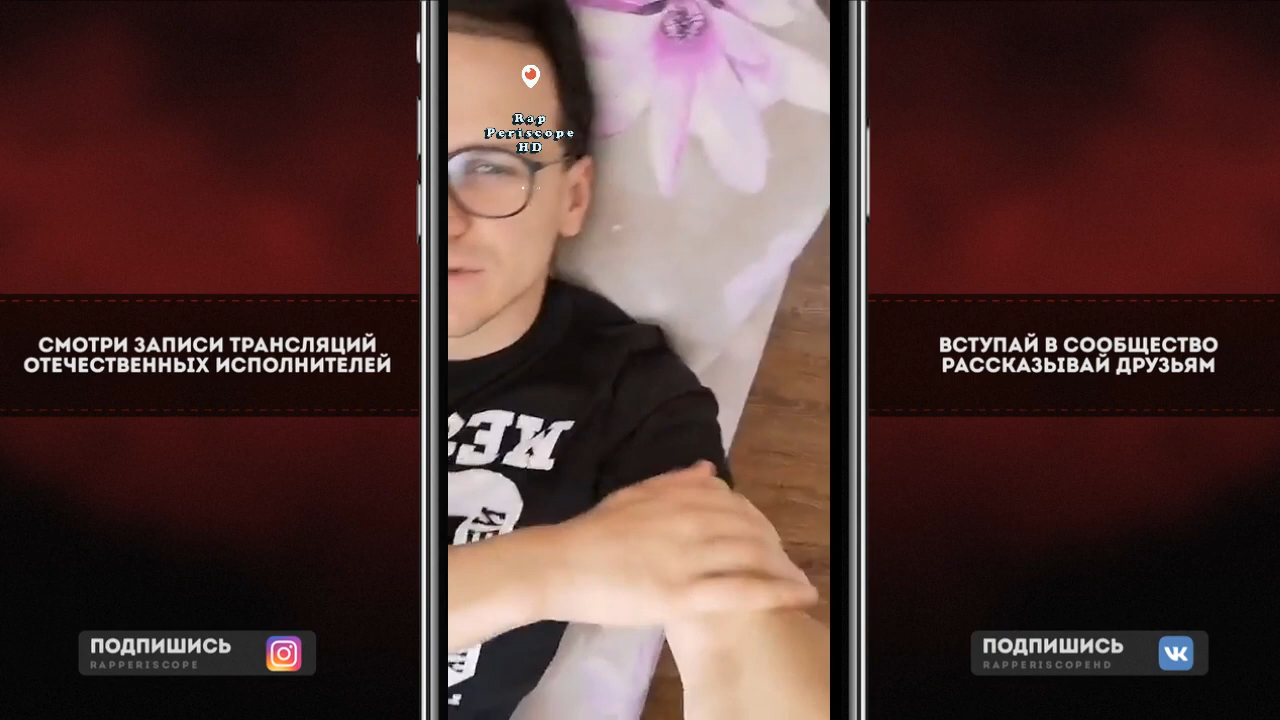 Rap
Periscope
HD
СМОТРИ ЗАПИСИ ТРАНСЛЯЦИЙ
ОТЕЧЕСТВЕННЫХ ИСПОЛНИТЕЛЕЙ
ВСТУПАЙ В СООБЩЕСТВО
РАССКАЗЫВАЙ ДРУЗЬЯМ
ПОДПИШИСЬ
RAPPERISCOPE
ПОДПИШИСЬ
RAPPERISCOPEHD